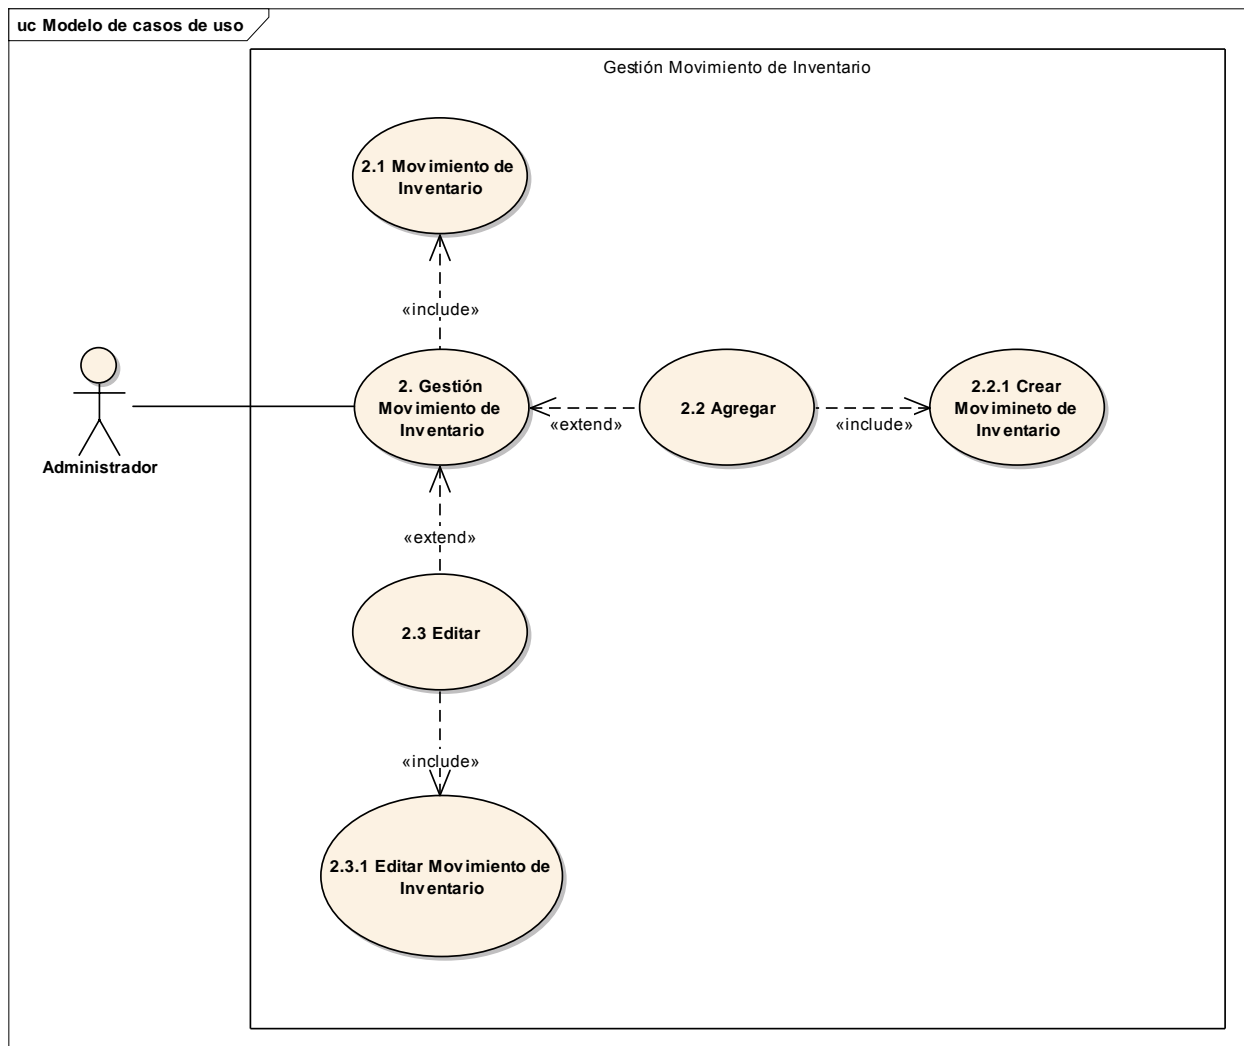 uc Modelo de casos de uso
Gestión Movimiento de Inventario
2.1 Movimiento de
Inventario
«include»
Administrador
2. Gestión
Movimiento de
Inventario
«extend»
2.2 Agregar
«include»
2.2.1 Crear
Movimineto de
Inventario
«extend»
2.3 Editar
«include»
2.3.1 Editar Movimiento de
Inventario